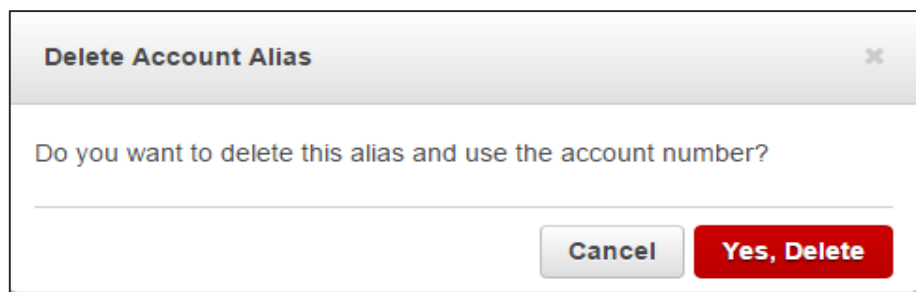 Delete Account Alias
Do you want to delete this alias and use the account number?
Cancel
Yes, Delete